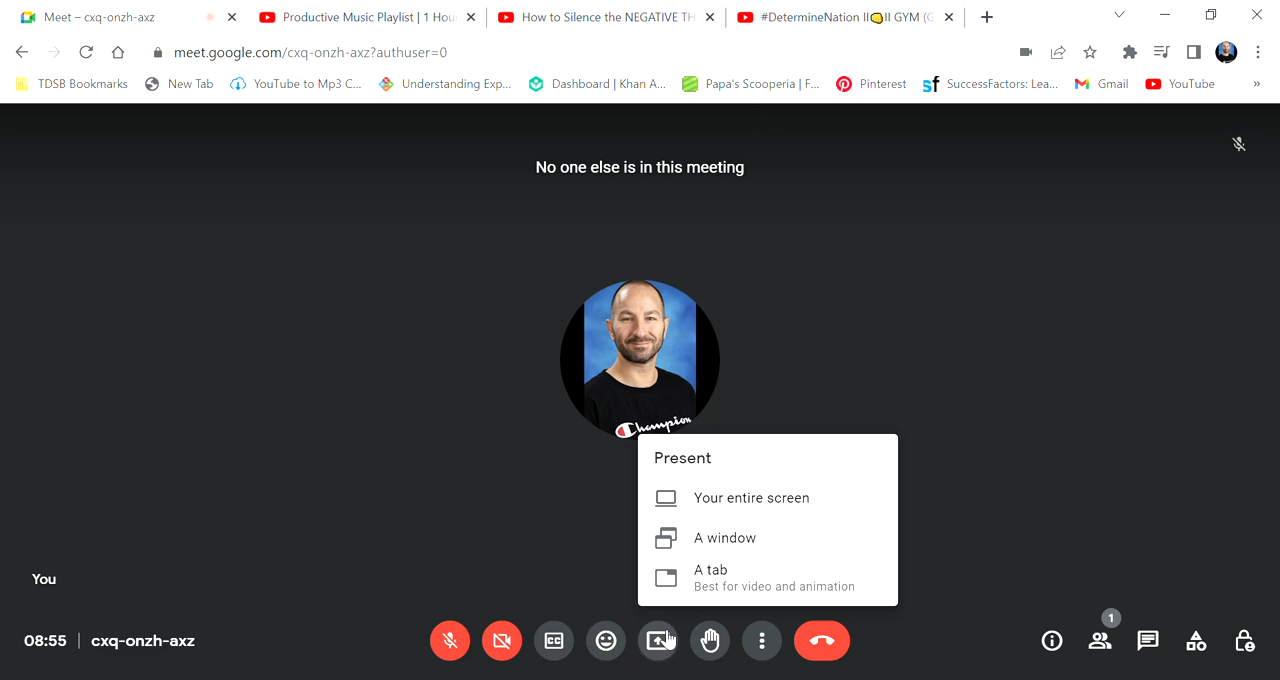 Meet – cxq-onzh-axz
Productive Music Playlist | 1 Hou
How to Silence the NEGATIVE TH
#DetermineNation II👊II GYM (G
meet.google.com/cxq-onzh-axz?authuser=0
TDSB Bookmarks
New Tab
YouTube to Mp3 C...
Understanding Exp...
Dashboard | Khan A...
Papa's Scooperia | F...
Pinterest
SuccessFactors: Lea...
Gmail
YouTube
»
No one else is in this meeting
Champion
Present
Your entire screen
A window
A tab
Best for video and animation
You
08:55 | cxq-onzh-axz
CC
1